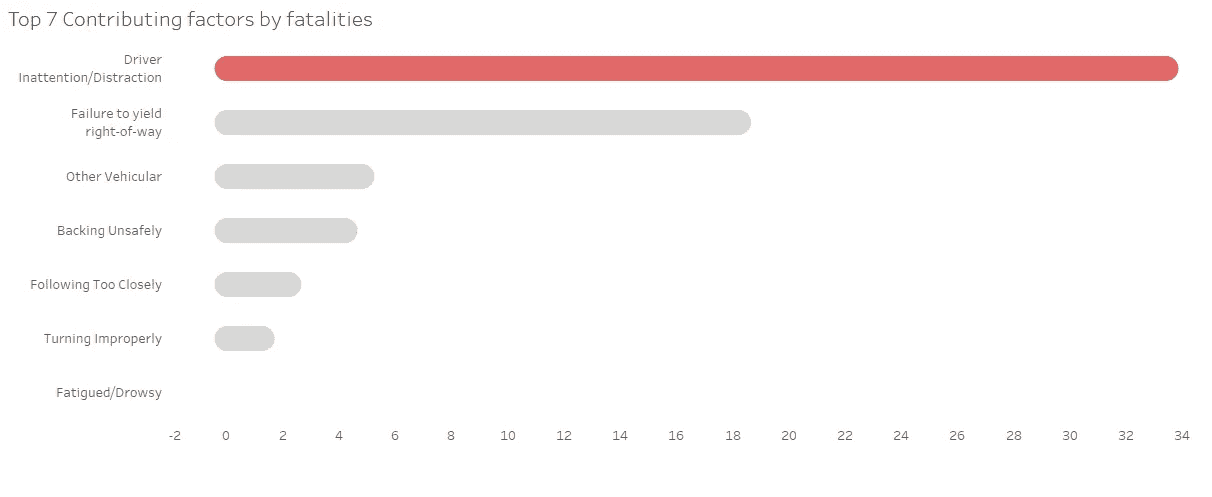 Top 7 Contributing factors by fatalities
Driver
Inattention/Distraction
Failure to yield
right-of-way
Other Vehicular
Backing Unsafely
Following Too Closely
Turning Improperly
Fatigued/Drowsy
-2 0 2 4 6 8 10 12 14 16 18 20 22 24 26 28 30 32 34